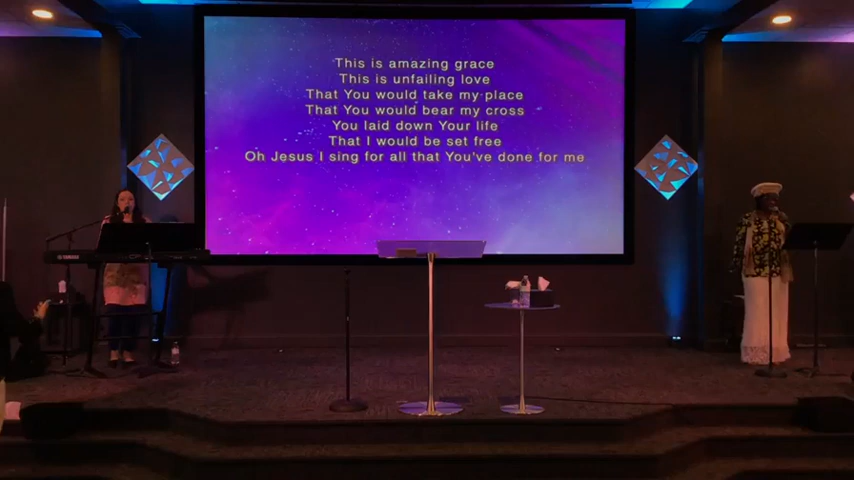 This is amazing grace
This is unfailing love
That You would take my place
That You would bear my cross
You laid down Your life
That I would be set free
Oh Jesus I sing for all that You've done for me
YAMAHA